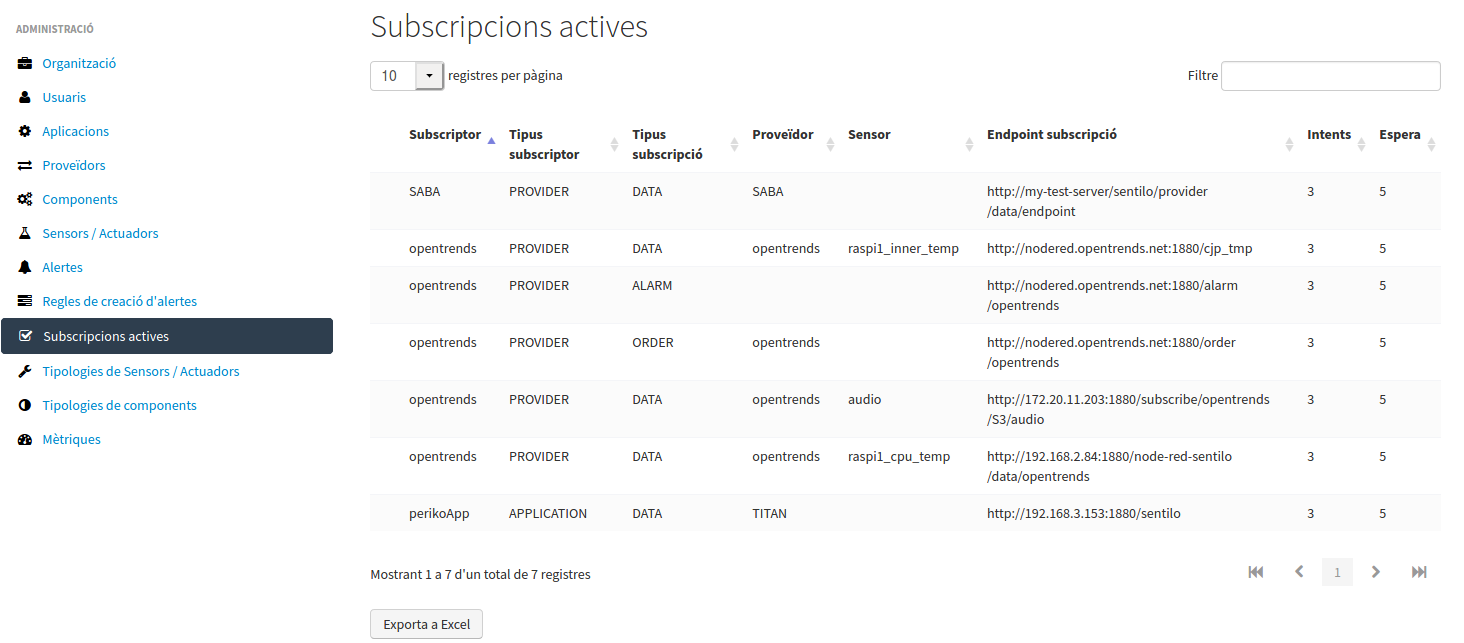 ADMINISTRACIÓ
Organització
Usuaris
Aplicacions
Proveïdors
Components
Sensors / Actuadors
Alertes
Regles de creació d'alertes
Subscripcions actives
Tipologies de Sensors / Actuadors
Tipologies de components
Mètriques
Subscripcions actives
10 registres per pàgina
Filtre
Subscriptor Tipus subscriptor Tipus subscripció Proveïdor Sensor Endpoint subscripció Intents Espera
SABA PROVIDER DATA SABA http://my-test-server/sentilo/provider 3 5
/data/endpoint
opentrends PROVIDER DATA opentrends raspi1_inner_temp http://nodered.opentrends.net:1880/cjp_tmp 3 5
opentrends PROVIDER ALARM http://nodered.opentrends.net:1880/alarm 3 5
/opentrends
opentrends PROVIDER ORDER opentrends http://nodered.opentrends.net:1880/order 3 5
/opentrends
opentrends PROVIDER DATA opentrends audio http://172.20.11.203:1880/subscribe/opentrends 3 5
/S3/audio
opentrends PROVIDER DATA opentrends raspi1_cpu_temp http://192.168.2.84:1880/node-red-sentilo 3 5
/data/opentrends
perikoApp APPLICATION DATA TITAN http://192.168.3.153:1880/sentilo 3 5
Mostrant 1 a 7 d'un total de 7 registres
1
Exporta a Excel